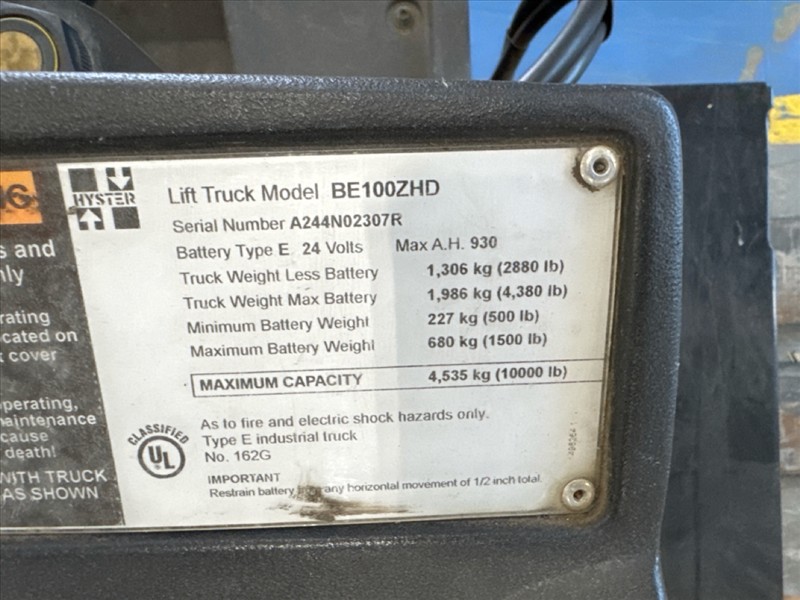 NG
s and
nly
rating
cated on
cover
operating,
maintenance
cause
death!
WITH TRUCK
AS SHOWN
HYSTER
Lift Truck Model BE100ZHD
Serial Number A244N02307R
Battery Type E 24 Volts Max A.H. 930
Truck Weight Less Battery 1,306 kg (2880 lb)
Truck Weight Max Battery 1,986 kg (4,380 lb)
Minimum Battery Weight 227 kg (500 lb)
Maximum Battery Weight 680 kg (1500 lb)
MAXIMUM CAPACITY 4,535 kg (10000 lb)
CLASSIFIED
UL
As to fire and electric shock hazards only.
Type E industrial truck
No. 162G
IMPORTANT
Restrain battery any horizontal movement of 1/2 inch total.